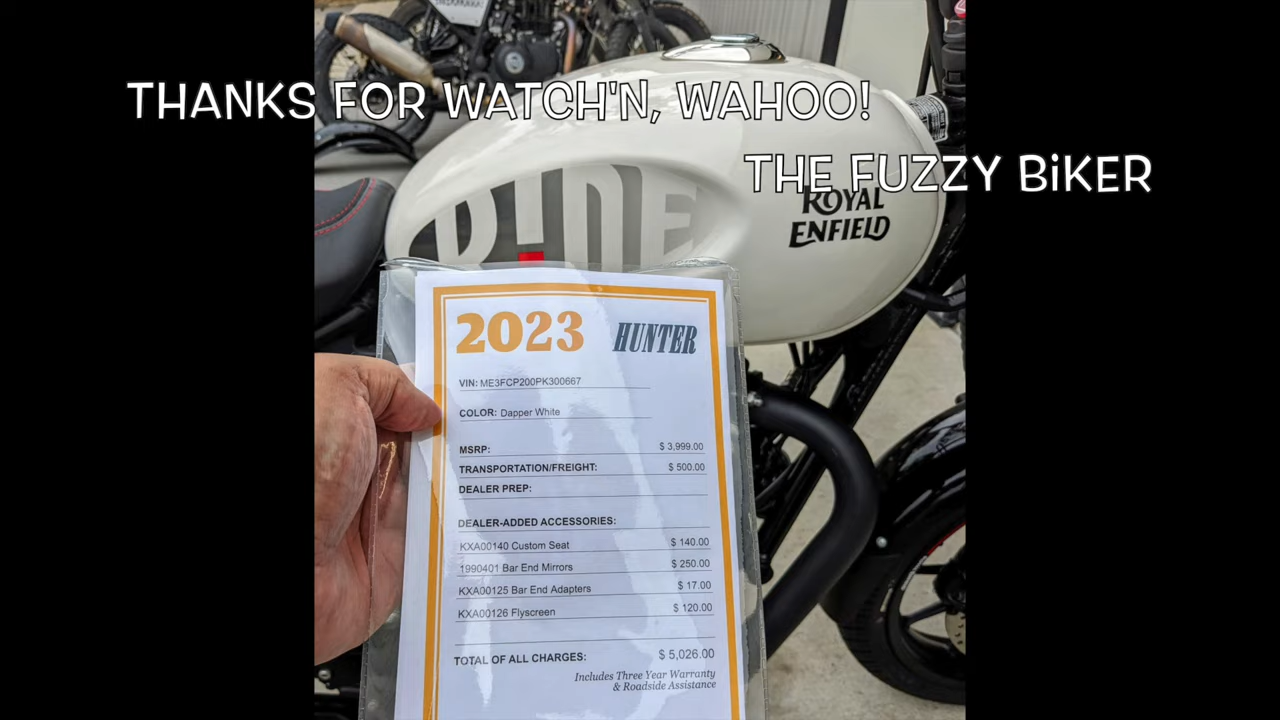 THANKS FOR WATCH'N, WAHOO!
THE FUZZY BiKER
ROYAL
ENFIELD
2023 HUNTER
VIN: ME3FCP200PK300667
COLOR: Dapper White
MSRP: $ 3,999.00
TRANSPORTATION/FREIGHT: $ 500.00
DEALER PREP:
DEALER-ADDED ACCESSORIES:
KXA00140 Custom Seat $ 140.00
1990401 Bar End Mirrors $ 250.00
KXA00125 Bar End Adapters $ 17.00
KXA00126 Flyscreen $ 120.00
TOTAL OF ALL CHARGES: $ 5,026.00
Includes Three Year Warranty
& Roadside Assistance